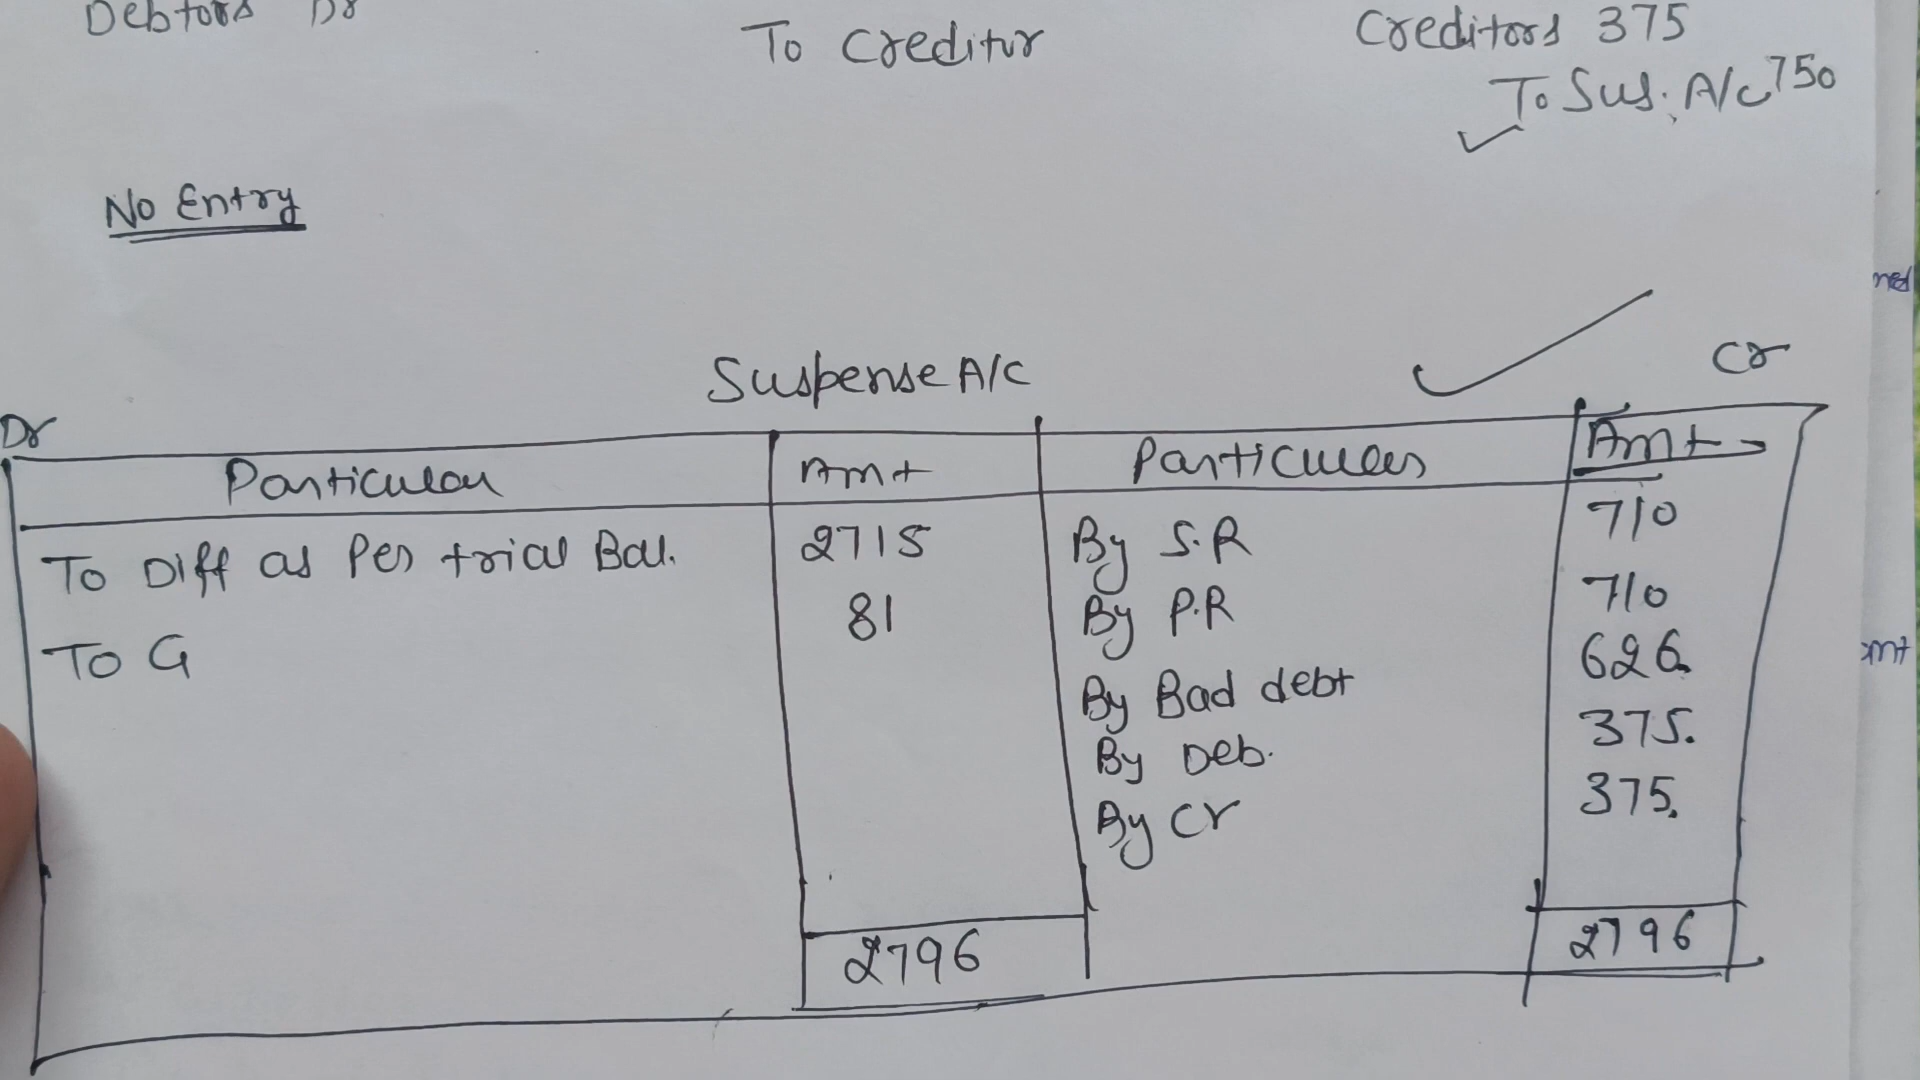 Debtors Dr
To Creditor
Creditors 375
To Sus. A/c 750
No Entry
Suspense A/C
Dr
Cr
Particular Amt Particulars Amt
To Diff as Per trial Bal. 2715 By S.R 710
To G 81 By P.R 710
By Bad debt 626
By Deb. 375.
By Cr 375.
2796 2796